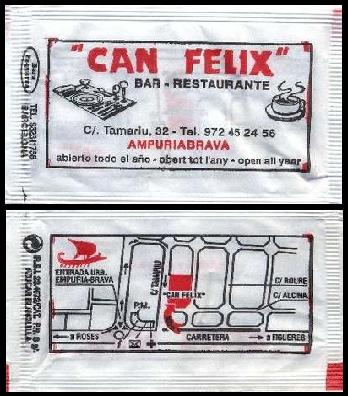 "CAN FELIX"
BAR - RESTAURANTE
C/. Tamariu, 32 - Tel. 972 45 24 56
AMPURIABRAVA
abierto todo el año - obert tot l'any - open all year
ENTRADA URB.
EMPURIA-BRAVA
C/ TAMARIU
"CAN FELIX"
P.M.
C/ ROURE
C/ ALCINA
a ROSES
CARRETERA
a FIGUERES